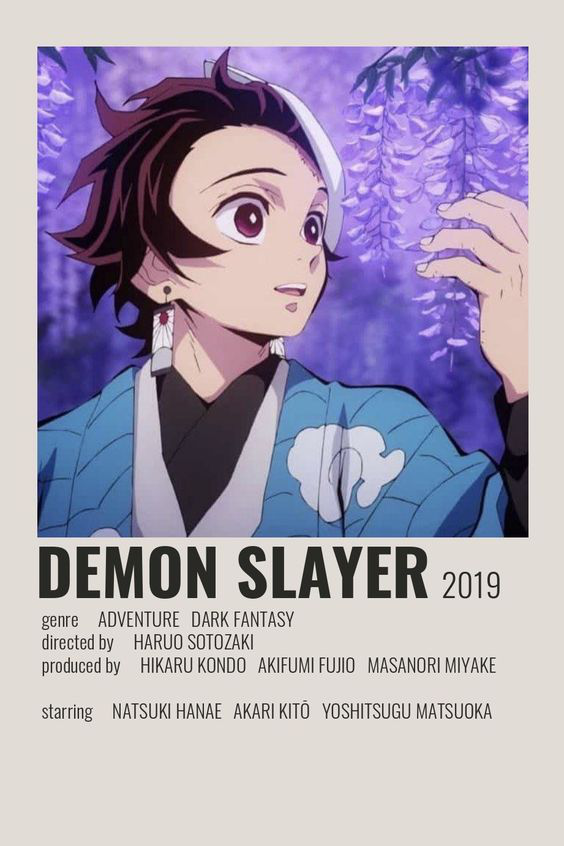 DEMON SLAYER 2019
genre ADVENTURE DARK FANTASY
directed by HARUO SOTOZAKI
produced by HIKARU KONDO AKIFUMI FUJIO MASANORI MIYAKE
starring NATSUKI HANAE AKARI KITŌ YOSHITSUGU MATSUOKA